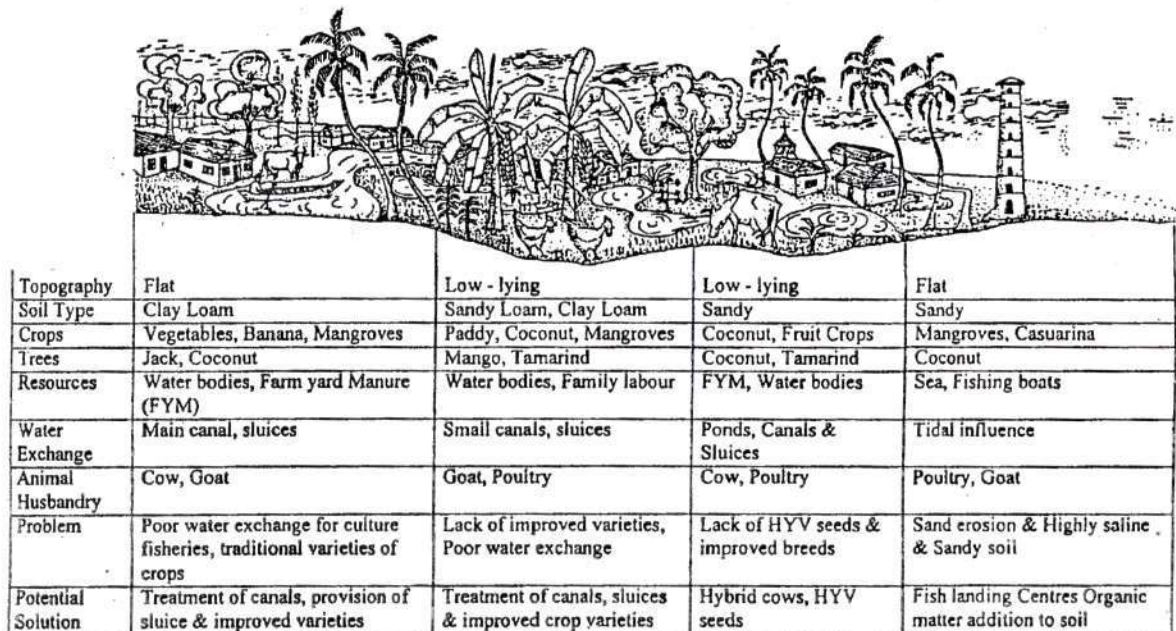 Topography Flat Low - lying Low - lying Flat
Soil Type Clay Loam Sandy Loam, Clay Loam Sandy Sandy
Crops Vegetables, Banana, Mangroves Paddy, Coconut, Mangroves Coconut, Fruit Crops Mangroves, Casuarina
Trees Jack, Coconut Mango, Tamarind Coconut, Tamarind Coconut
Resources Water bodies, Farm yard Manure Water bodies, Family labour FYM, Water bodies Sea, Fishing boats
(FYM)
Water Main canal, sluices Small canals, sluices Ponds, Canals & Tidal influence
Exchange Sluices
Animal Cow, Goat Goat, Poultry Cow, Poultry Poultry, Goat
Husbandry
Problem Poor water exchange for culture Lack of improved varieties, Lack of HYV seeds & Sand erosion & Highly saline
fisheries, traditional varieties of Poor water exchange improved breeds & Sandy soil
crops
Potential Treatment of canals, provision of Treatment of canals, sluices Hybrid cows, HYV Fish landing Centres Organic
Solution sluice & improved varieties & improved crop varieties seeds matter addition to soil